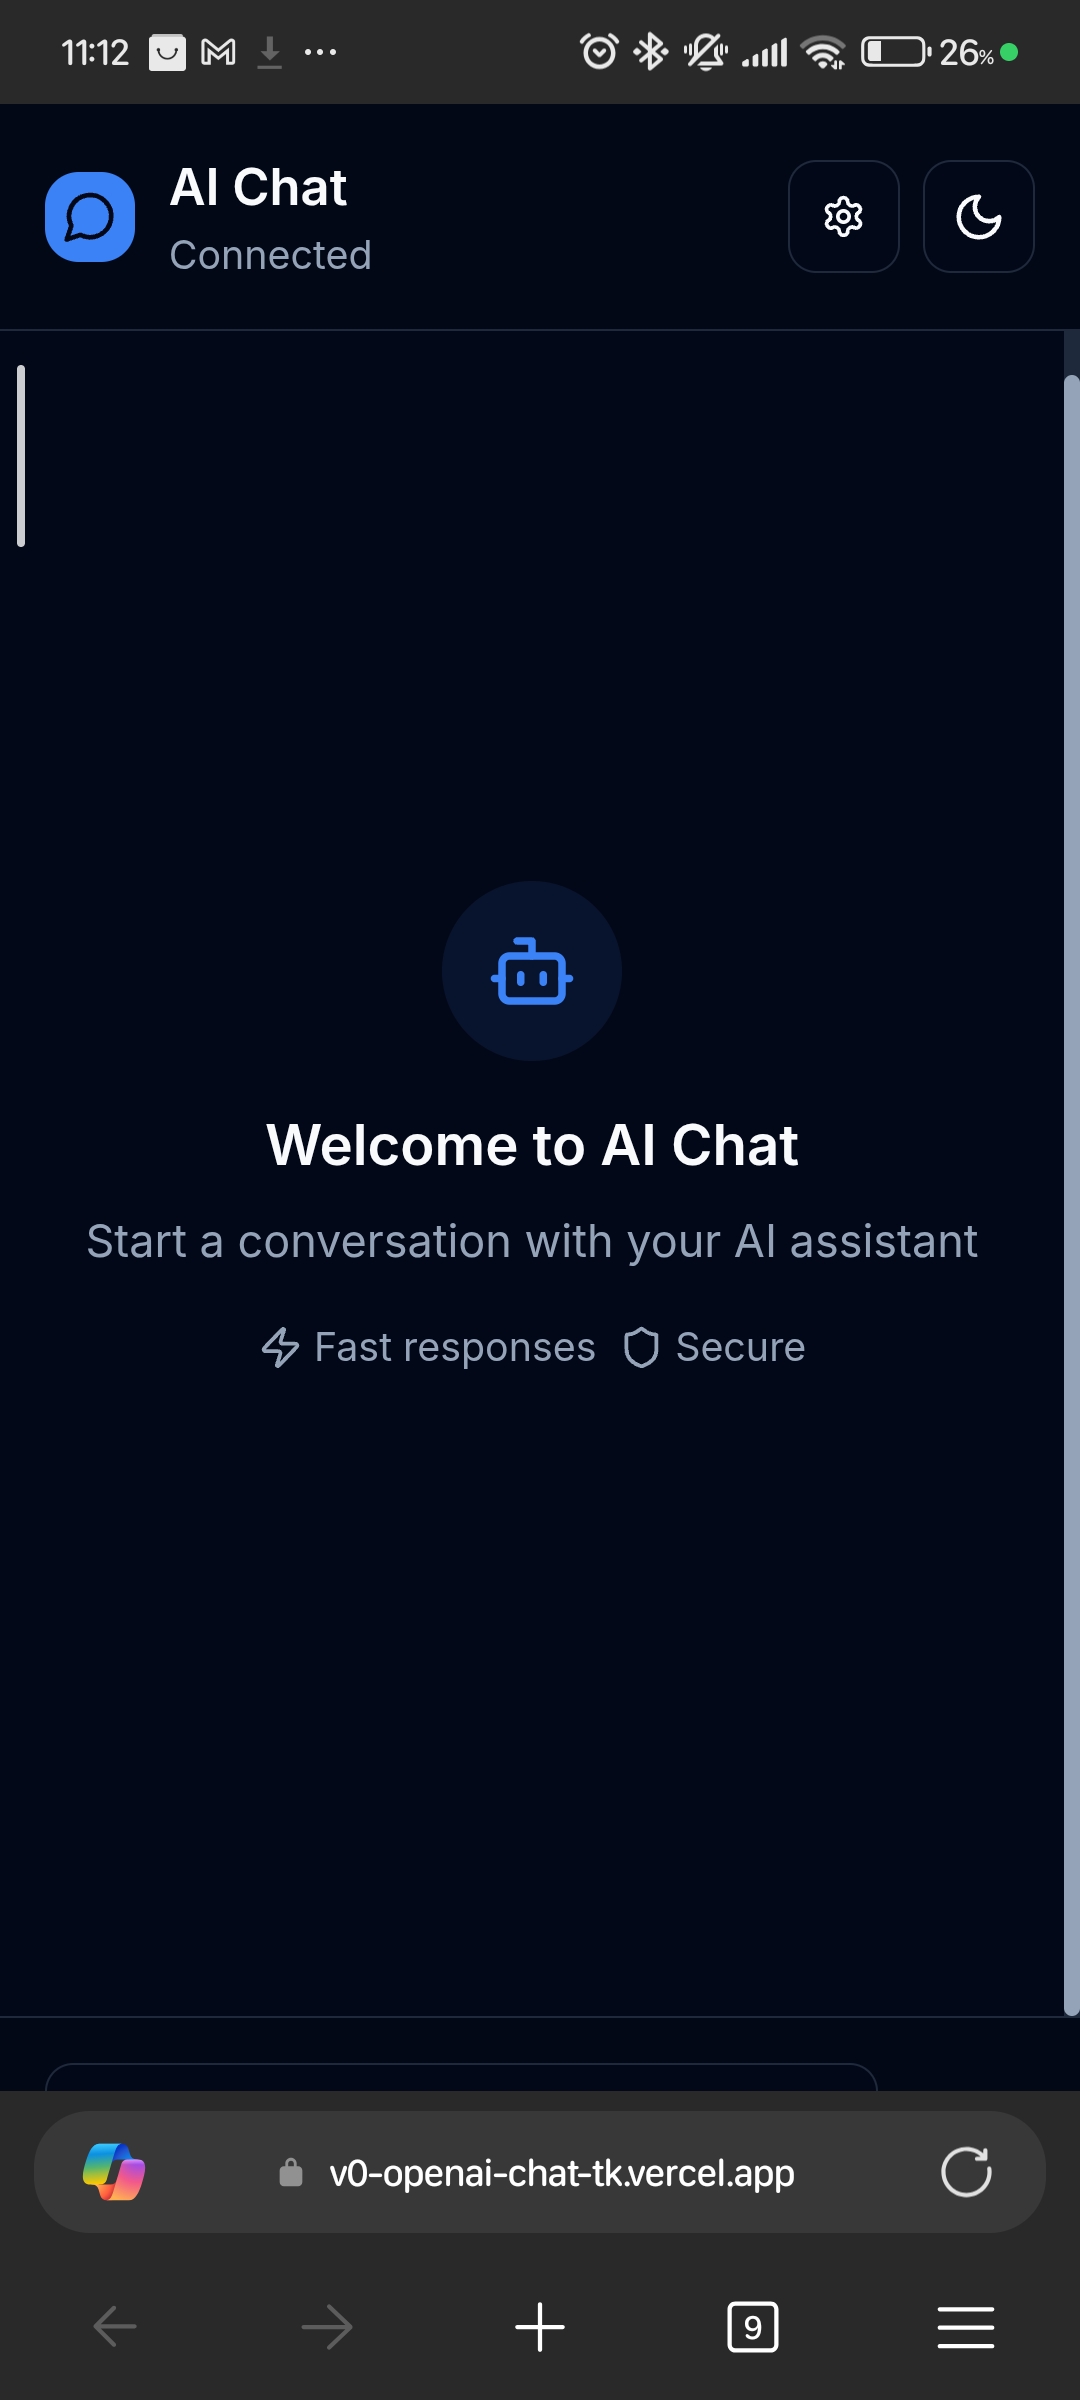 11:12
26%
AI Chat
Connected
Welcome to AI Chat
Start a conversation with your AI assistant
Fast responses Secure
v0-openai-chat-tk.vercel.app
9